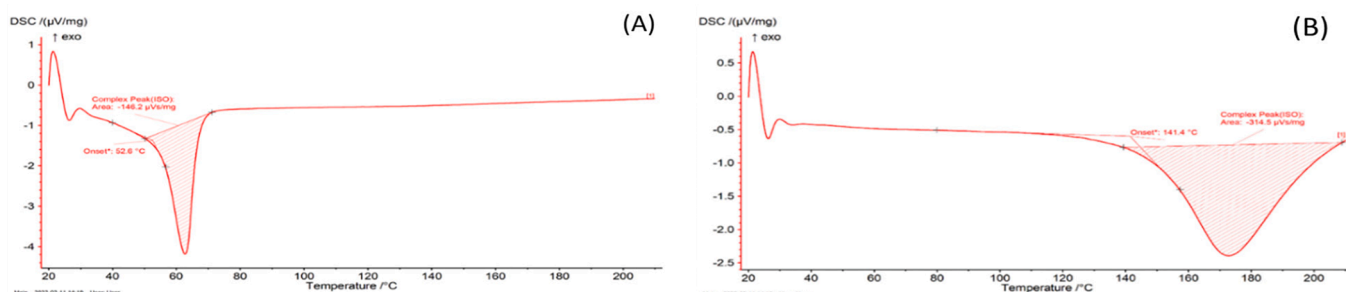 DSC /(µV/mg)
(A)
↑ exo
1
[1]
0
Complex Peak(ISO):
Area: -146.2 µVs/mg
-1
Onset*: 52.6 °C
-2
-3
-4
20 40 60 80 100 120 140 160 180 200
Temperature /°C
DSC /(µV/mg)
(B)
↑ exo
0.5
0.0
Complex Peak(ISO):
Area: -314.5 µVs/mg
-0.5
Onset*: 141.4 °C
[1]
-1.0
-1.5
-2.0
-2.5
20 40 60 80 100 120 140 160 180 200
Temperature /°C